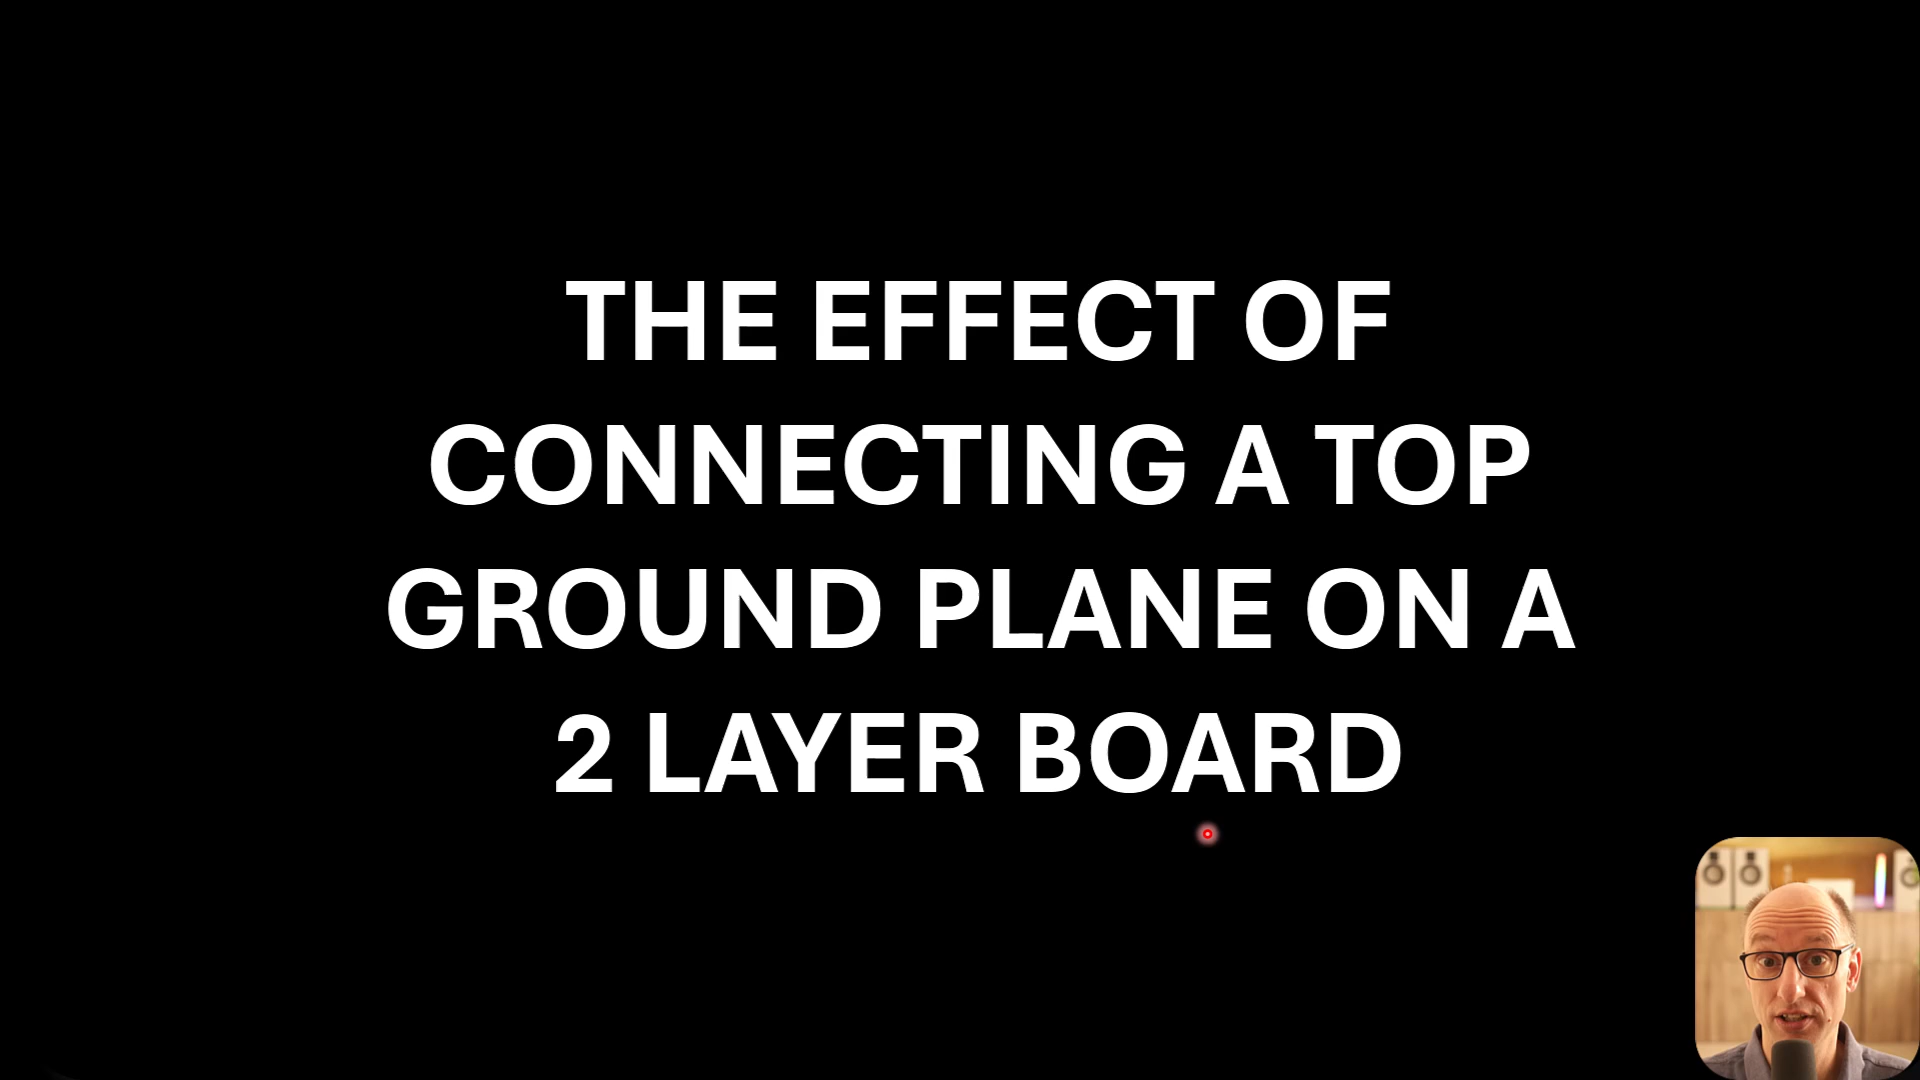 THE EFFECT OF
CONNECTING A TOP
GROUND PLANE ON A
2 LAYER BOARD